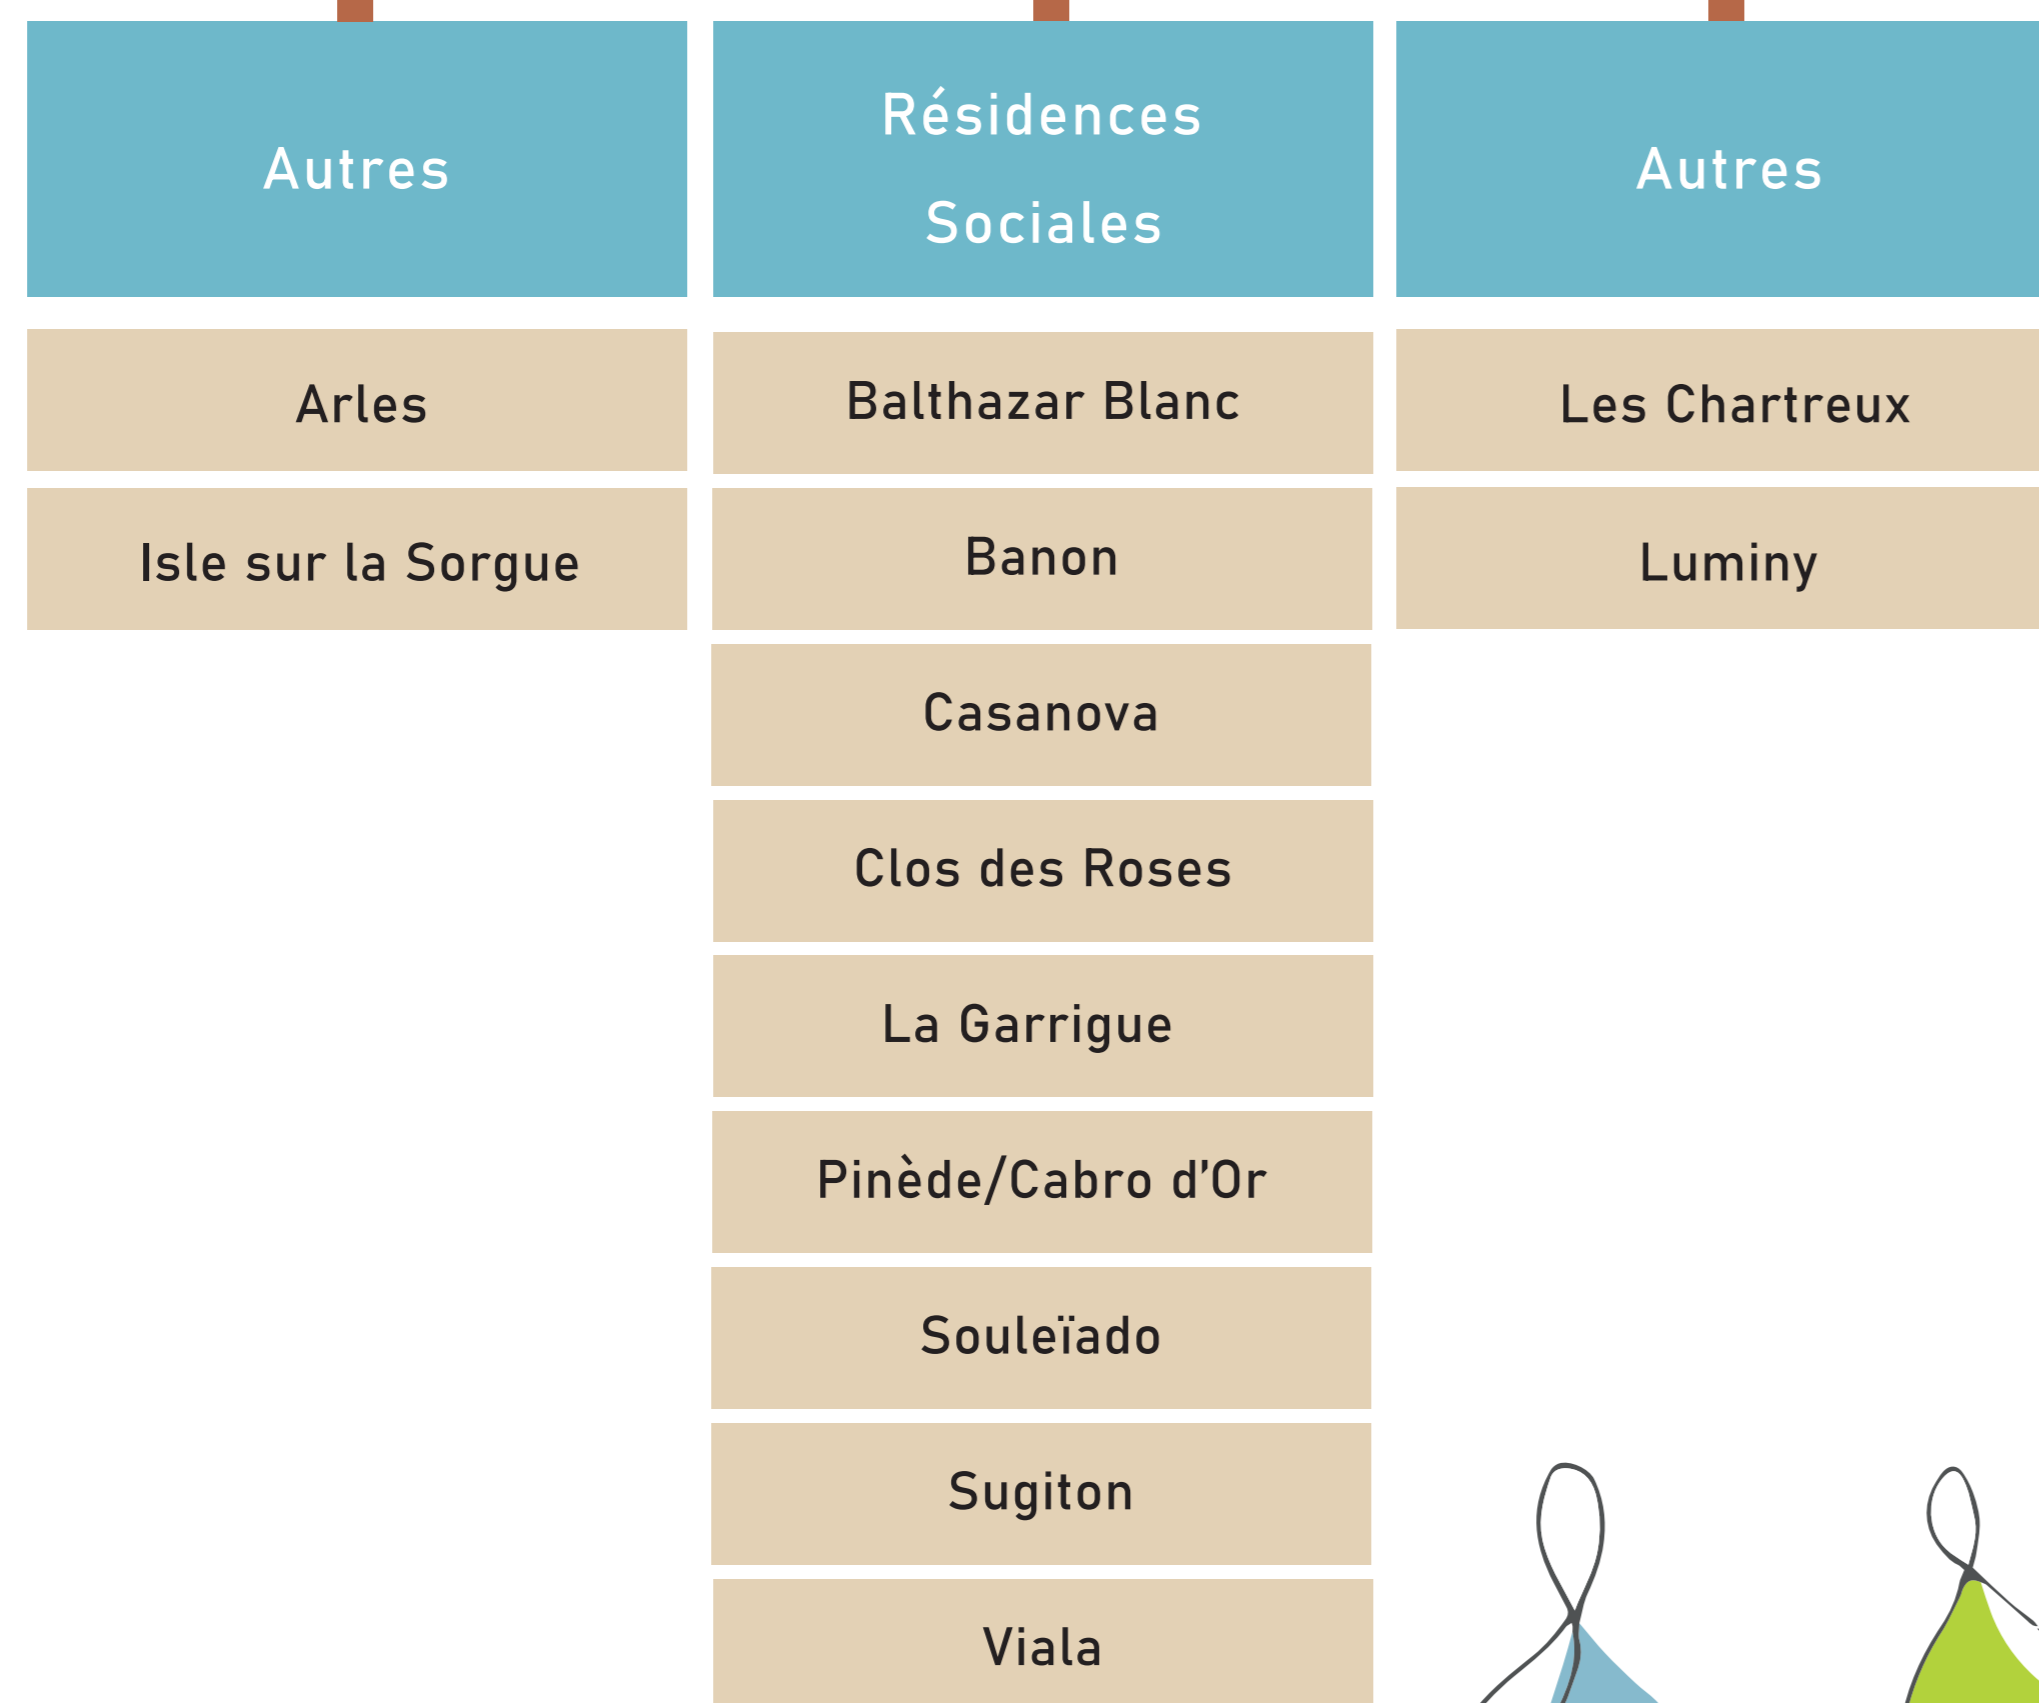 Autres
Arles
Isle sur la Sorgue
Résidences
Sociales
Balthazar Blanc
Banon
Casanova
Clos des Roses
La Garrigue
Pinède/Cabro d'Or
Souleïado
Sugiton
Viala
Autres
Les Chartreux
Luminy